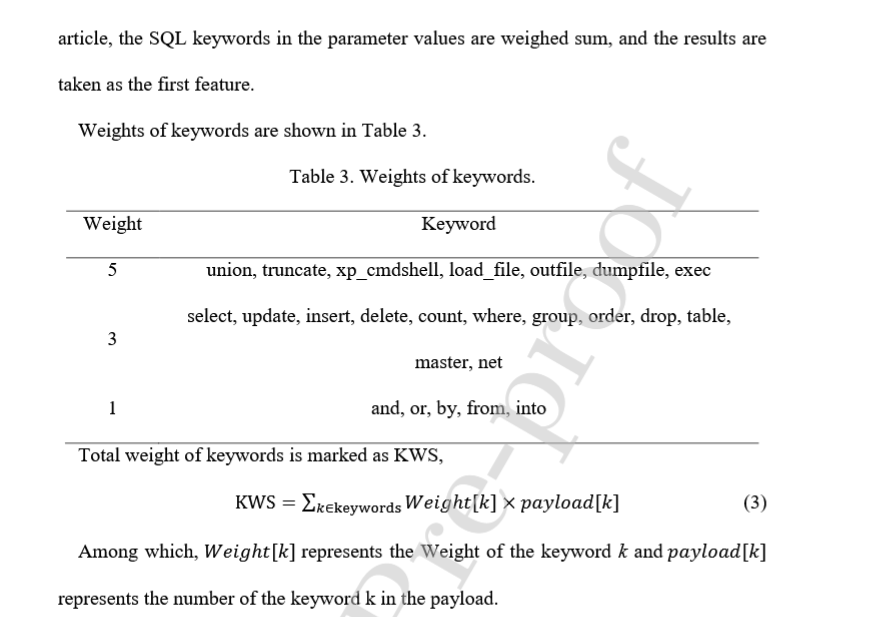 article, the SQL keywords in the parameter values are weighed sum, and the results are
taken as the first feature.
Weights of keywords are shown in Table 3.
Table 3. Weights of keywords.
Weight Keyword
5 union, truncate, xp_cmdshell, load_file, outfile, dumpfile, exec
select, update, insert, delete, count, where, group, order, drop, table,
3
master, net
1 and, or, by, from, into
Total weight of keywords is marked as KWS,
KWS = ∑k∈keywords Weight[k] × payload[k] (3)
Among which, Weight[k] represents the Weight of the keyword k and payload[k]
represents the number of the keyword k in the payload.
Pre-proof